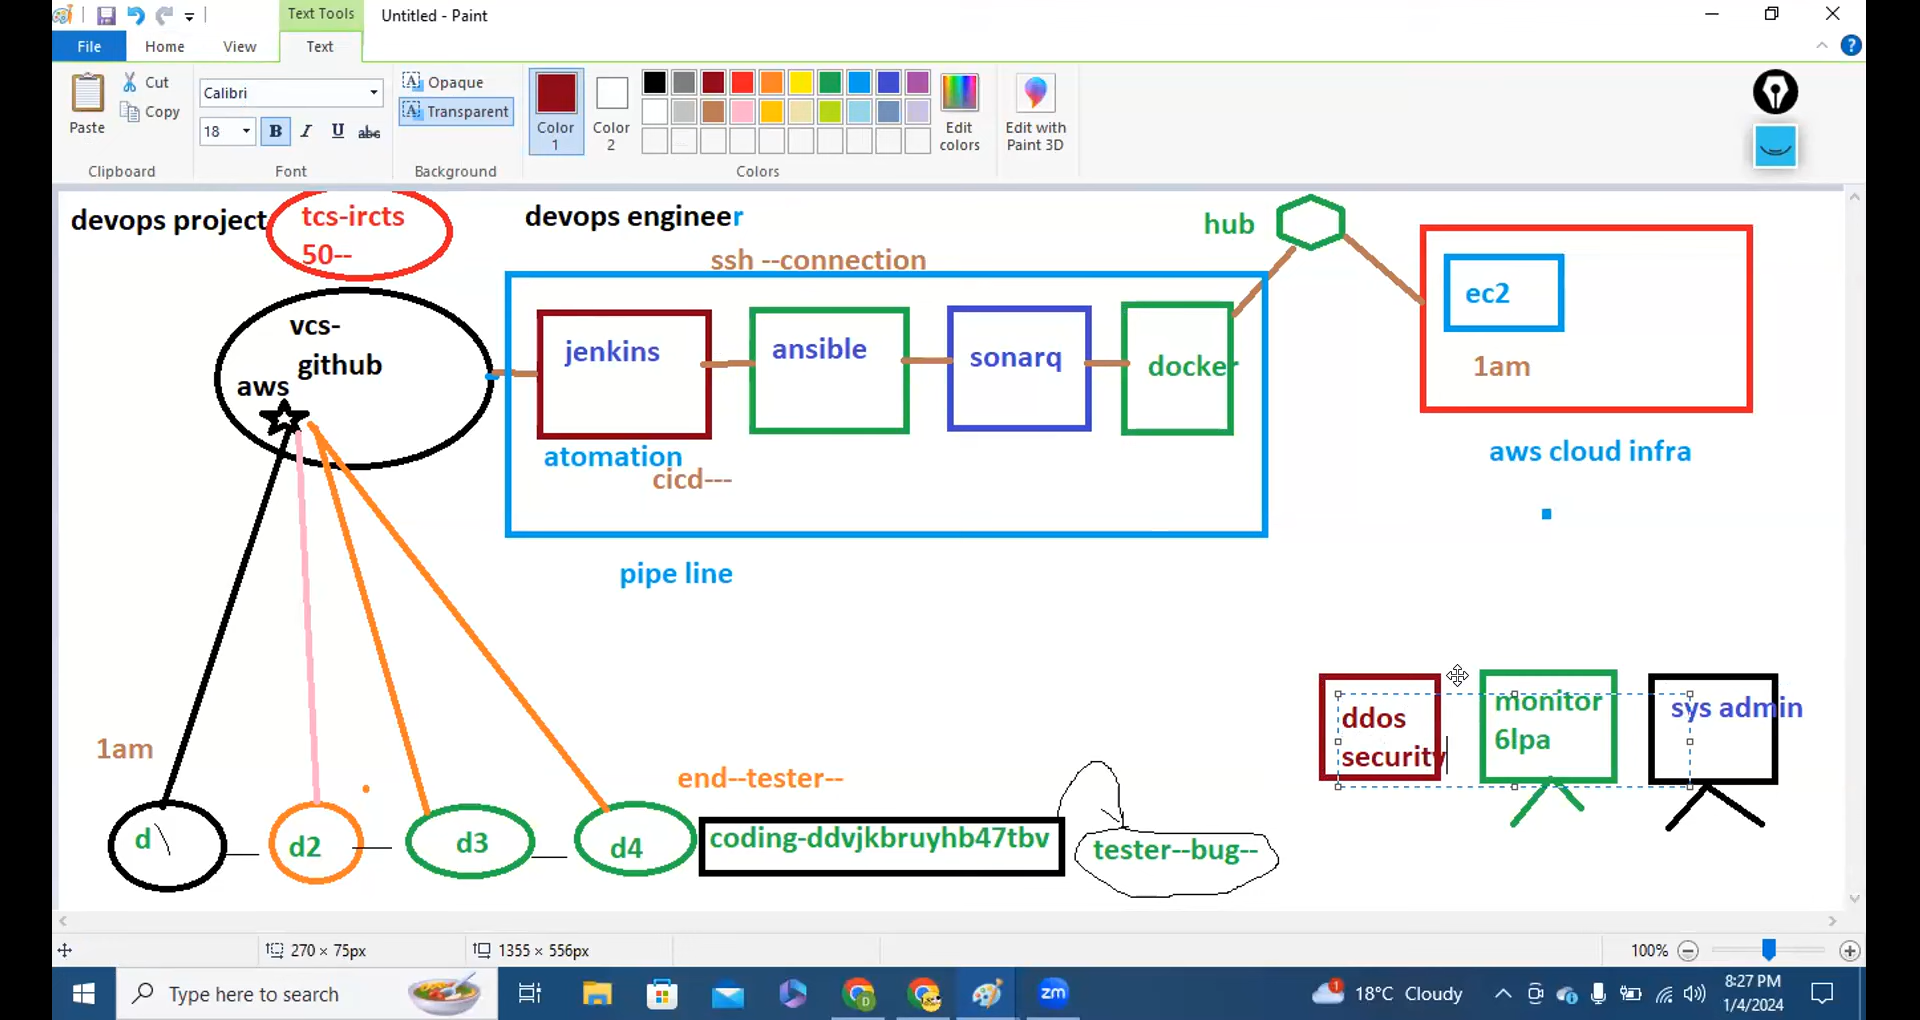 Text Tools
Untitled - Paint
File
Home
View
Text
Paste
Cut
Copy
Clipboard
Calibri
18
B
I
U
abc
Font
Opaque
Transparent
Background
Color
1
Color
2
Edit
colors
Edit with
Paint 3D
Colors
devops project
tcs-ircts
50--
devops engineer
ssh --connection
hub
vcs-
github
aws
jenkins
ansible
sonarq
docker
ec2
1am
atomation
cicd---
aws cloud infra
pipe line
1am
end--tester--
ddos
security
monitor
6lpa
sys admin
d
d2
d3
d4
coding-ddvjkbruyhb47tbv
tester--bug--
270 × 75px
1355 × 556px
100%
Type here to search
D
zm
1
18°C Cloudy
8:27 PM
1/4/2024